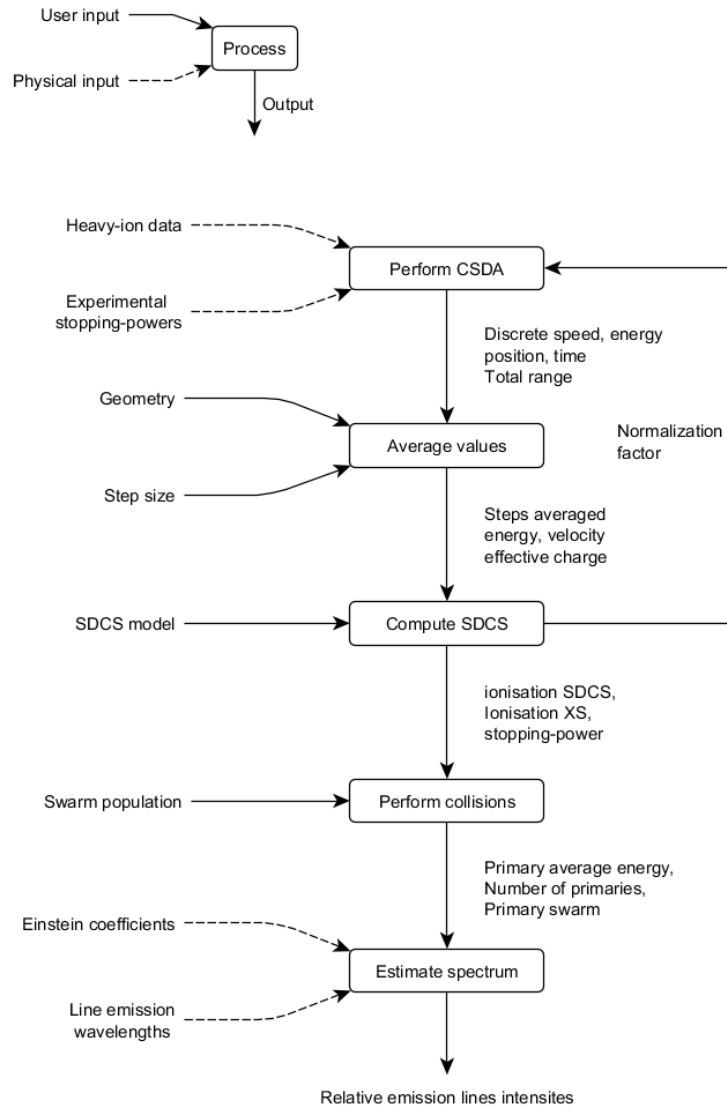 User input
Process
Physical input
Output
Heavy-ion data
Perform CSDA
Experimental
stopping-powers
Discrete speed, energy
position, time
Total range
Geometry
Normalization
factor
Average values
Step size
Steps averaged
energy, velocity
effective charge
SDCS model
Compute SDCS
ionisation SDCS,
Ionisation XS,
stopping-power
Swarm population
Perform collisions
Primary average energy,
Number of primaries,
Primary swarm
Einstein coefficients
Estimate spectrum
Line emission
wavelengths
Relative emission lines intensites